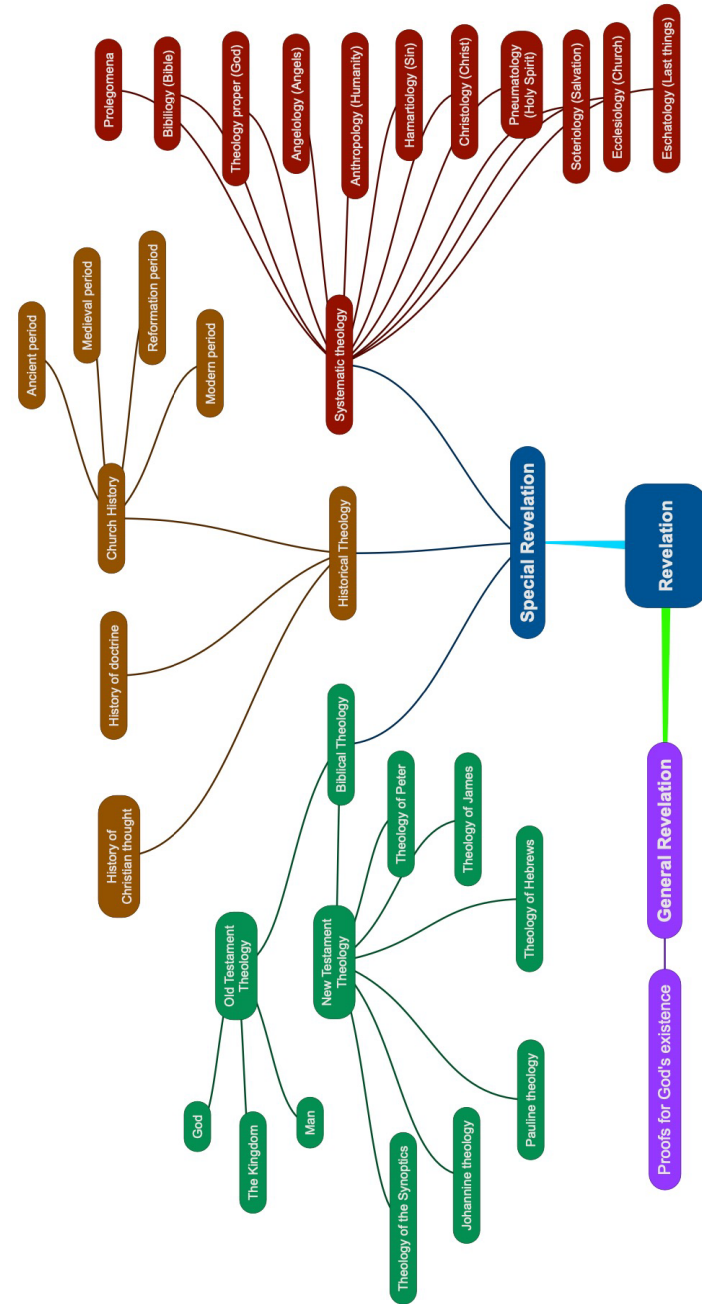 Revelation
General Revelation
Proofs for God's existence
Special Revelation
Biblical Theology
Old Testament
Theology
God
The Kingdom
Man
New Testament
Theology
Theology of the Synoptics
Johannine theology
Pauline theology
Theology of Hebrews
Theology of James
Theology of Peter
Historical Theology
History of
Christian thought
History of doctrine
Church History
Ancient period
Medieval period
Reformation period
Modern period
Systematic theology
Prolegomena
Bibiliogy (Bible)
Theology proper (God)
Angelology (Angels)
Anthropology (Humanity)
Hamartiology (Sin)
Christology (Christ)
Pneumatology
(Holy Spirit)
Soteriology (Salvation)
Ecclesiology (Church)
Eschatology (Last things)